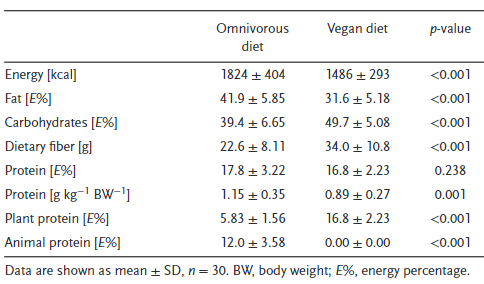 Omnivorous diet Vegan diet p-value
Energy [kcal] 1824 ± 404 1486 ± 293 <0.001
Fat [E%] 41.9 ± 5.85 31.6 ± 5.18 <0.001
Carbohydrates [E%] 39.4 ± 6.65 49.7 ± 5.08 <0.001
Dietary fiber [g] 22.6 ± 8.11 34.0 ± 10.8 <0.001
Protein [E%] 17.8 ± 3.22 16.8 ± 2.23 0.238
Protein [g kg⁻¹ BW⁻¹] 1.15 ± 0.35 0.89 ± 0.27 0.001
Plant protein [E%] 5.83 ± 1.56 16.8 ± 2.23 <0.001
Animal protein [E%] 12.0 ± 3.58 0.00 ± 0.00 <0.001
Data are shown as mean ± SD, n = 30. BW, body weight; E%, energy percentage.